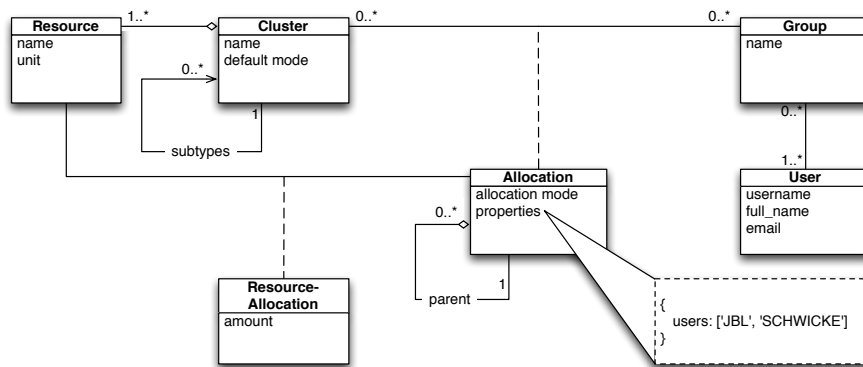 Resource
name
unit
1..*
Cluster
name
default mode
0..*
0..*
Group
name
0..*
1
subtypes
0..*
1..*
User
username
full_name
email
Allocation
allocation mode
properties
0..*
1
parent
Resource-
Allocation
amount
{
users: ['JBL', 'SCHWICKE']
}